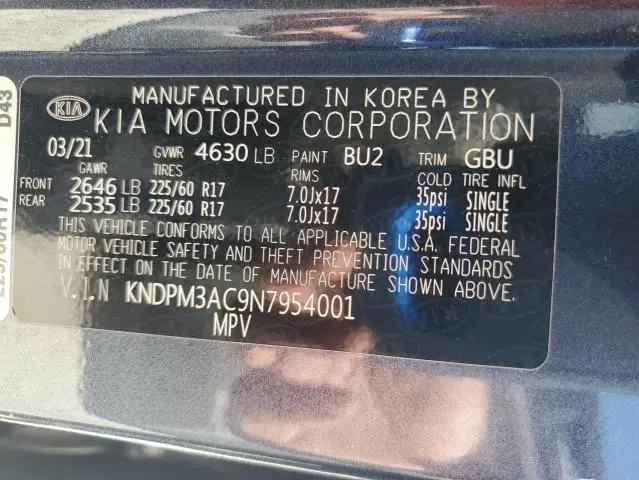 KIA
MANUFACTURED IN KOREA BY
KIA MOTORS CORPORATION
03/21 GVWR 4630 LB PAINT BU2 TRIM GBU
GAWR TIRES RIMS COLD TIRE INFL
FRONT 2646 LB 225/60 R17 7.0Jx17 35psi SINGLE
REAR 2535 LB 225/60 R17 7.0Jx17 35psi SINGLE
THIS VEHICLE CONFORMS TO ALL APPLICABLE U.S.A. FEDERAL
MOTOR VEHICLE SAFETY AND THEFT PREVENTION STANDARDS
IN EFFECT ON THE DATE OF MANUFACTURE SHOWN ABOVE.
V.I.N KNDPM3AC9N7954001
MPV
D43
225/60R17